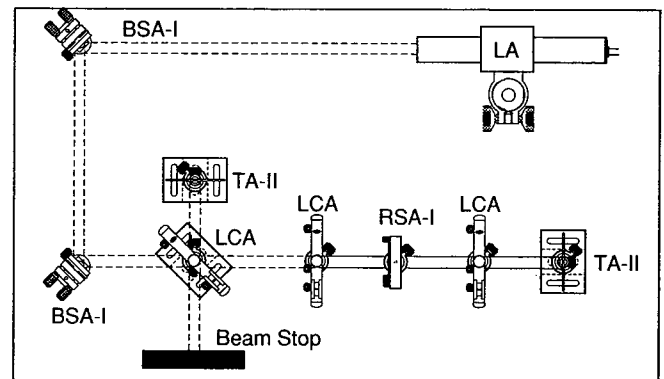 BSA-I
LA
TA-II
LCA
LCA
RSA-I
LCA
TA-II
BSA-I
Beam Stop